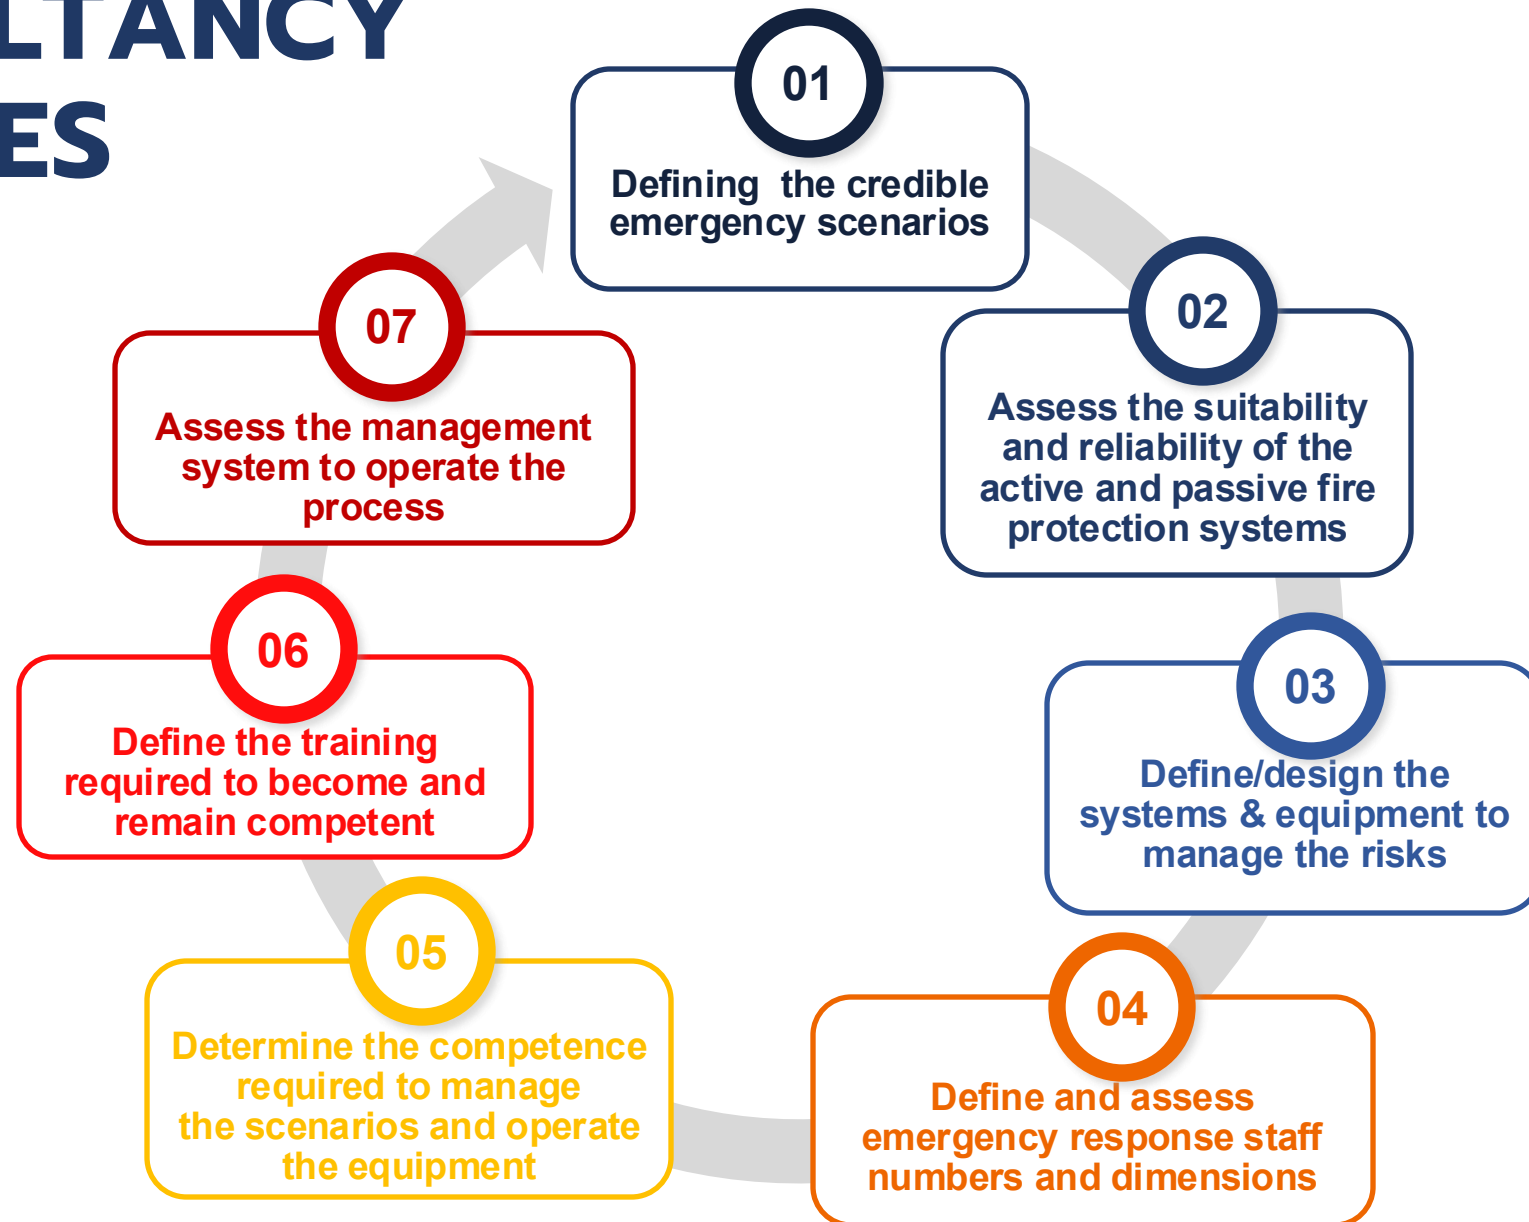 LTANCY
ES
01
Defining the credible
emergency scenarios
02
Assess the suitability
and reliability of the
active and passive fire
protection systems
03
Define/design the
systems & equipment to
manage the risks
04
Define and assess
emergency response staff
numbers and dimensions
05
Determine the competence
required to manage
the scenarios and operate
the equipment
06
Define the training
required to become and
remain competent
07
Assess the management
system to operate the
process